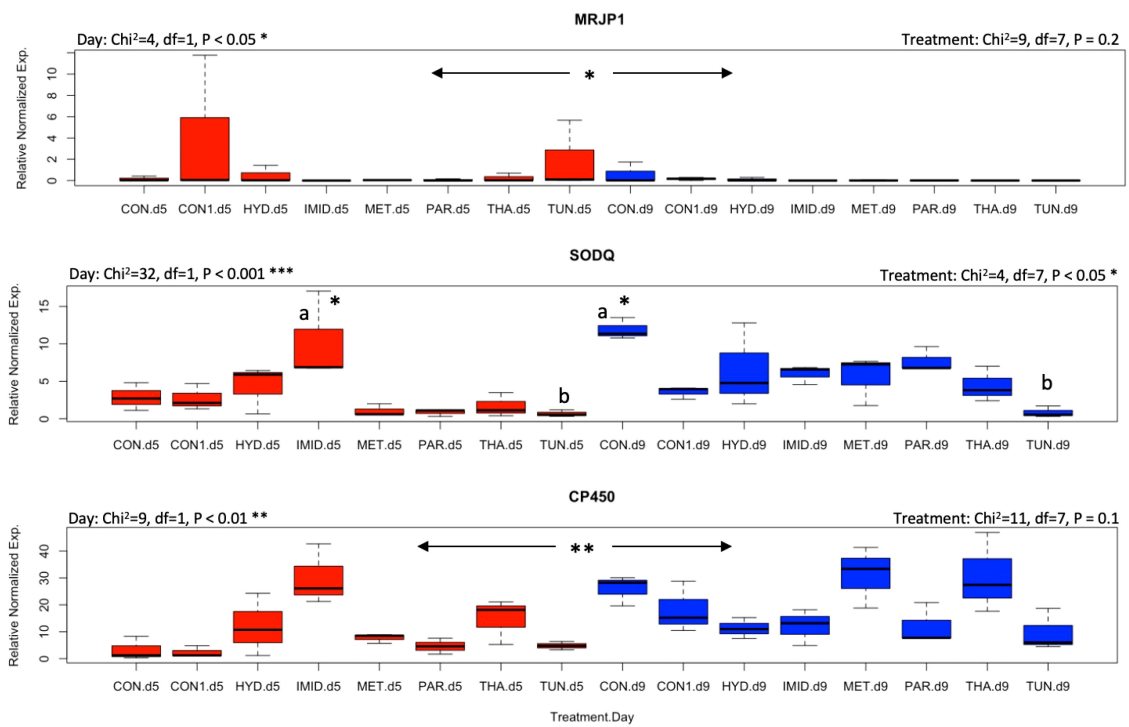 MRJP1
Day: Chi²=4, df=1, P < 0.05 *
Treatment: Chi²=9, df=7, P = 0.2
Relative Normalized Exp.
10
8
6
4
2
0
*
CON.d5 CON1.d5 HYD.d5 IMID.d5 MET.d5 PAR.d5 THA.d5 TUN.d5 CON.d9 CON1.d9 HYD.d9 IMID.d9 MET.d9 PAR.d9 THA.d9 TUN.d9
SODQ
Day: Chi²=32, df=1, P < 0.001 ***
Treatment: Chi²=4, df=7, P < 0.05 *
Relative Normalized Exp.
15
10
5
0
a *
b
a *
b
CON.d5 CON1.d5 HYD.d5 IMID.d5 MET.d5 PAR.d5 THA.d5 TUN.d5 CON.d9 CON1.d9 HYD.d9 IMID.d9 MET.d9 PAR.d9 THA.d9 TUN.d9
CP450
Day: Chi²=9, df=1, P < 0.01 **
Treatment: Chi²=11, df=7, P = 0.1
Relative Normalized Exp.
40
30
20
10
0
**
CON.d5 CON1.d5 HYD.d5 IMID.d5 MET.d5 PAR.d5 THA.d5 TUN.d5 CON.d9 CON1.d9 HYD.d9 IMID.d9 MET.d9 PAR.d9 THA.d9 TUN.d9
Treatment.Day